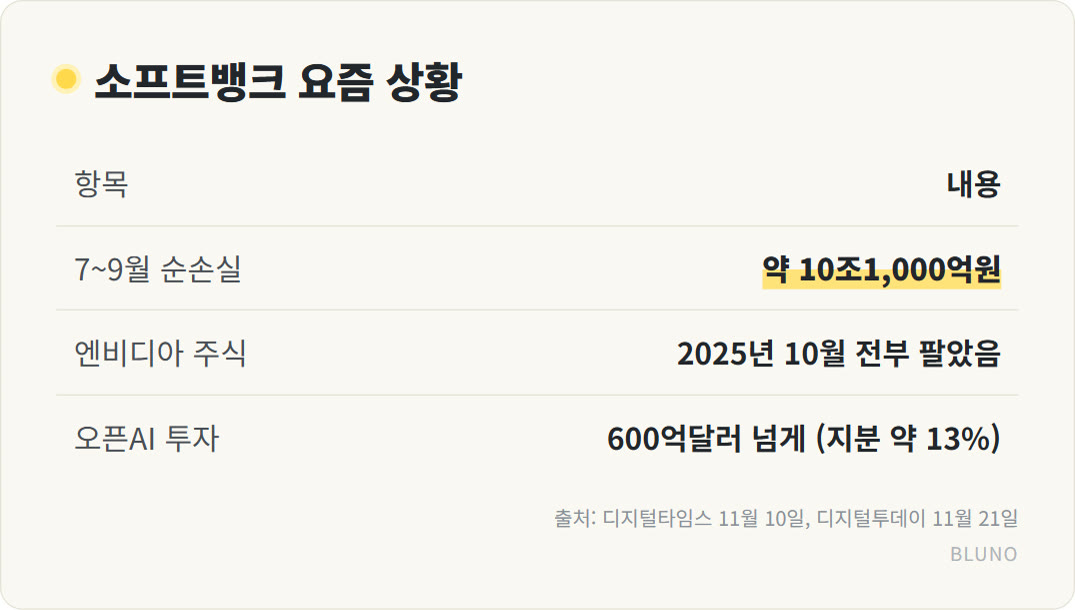 소프트뱅크 요즘 상황
항목 내용
7~9월 순손실 약 10조1,000억원
엔비디아 주식 2025년 10월 전부 팔았음
오픈AI 투자 600억달러 넘게 (지분 약 13%)
출처: 디지털타임스 11월 10일, 디지털투데이 11월 21일
BLUNO